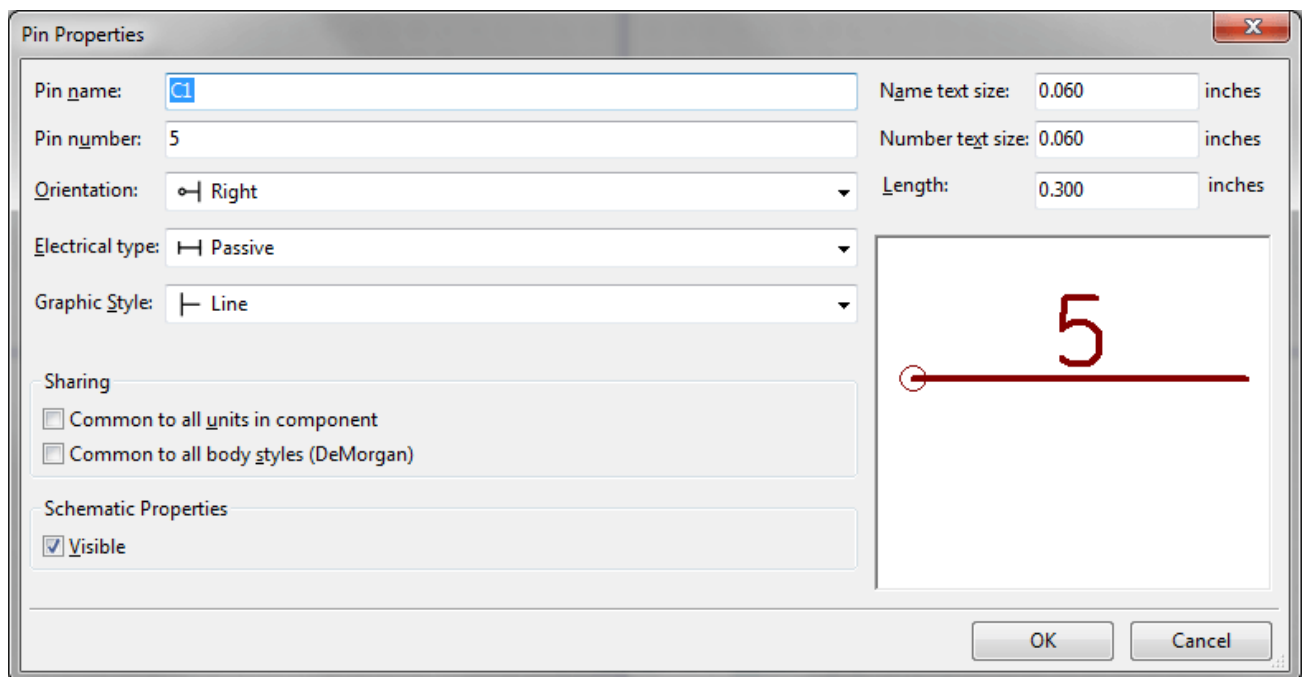 Pin Properties
Pin name: C1
Name text size: 0.060 inches
Pin number: 5
Number text size: 0.060 inches
Orientation: Right
Length: 0.300 inches
Electrical type: Passive
Graphic Style: Line
5
Sharing
Common to all units in component
Common to all body styles (DeMorgan)
Schematic Properties
Visible
OK
Cancel